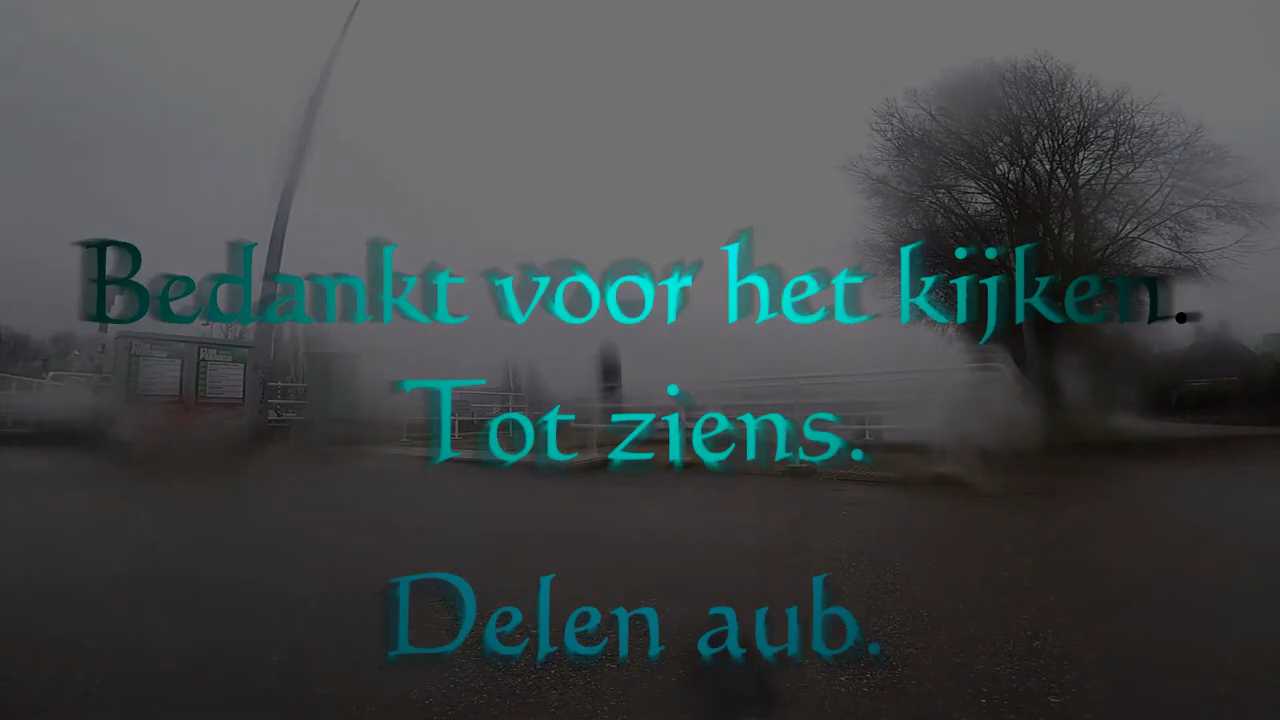 Bedankt voor het kijken.
Tot ziens.
Delen aub.